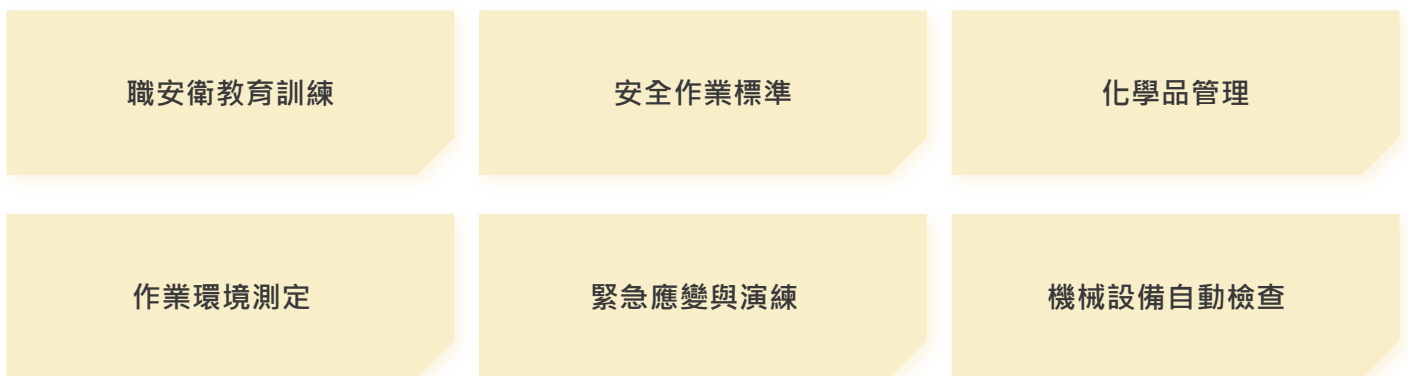 職安衛教育訓練
安全作業標準
化學品管理
作業環境測定
緊急應變與演練
機械設備自動檢查